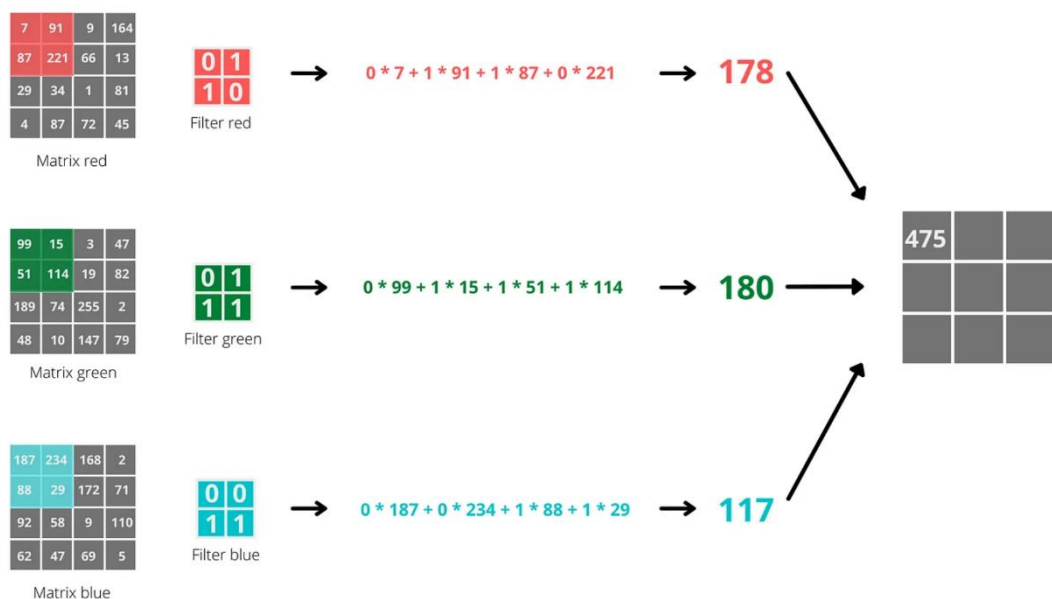 7 91 9 164
87 221 66 13
29 34 1 81
4 87 72 45
Matrix red
0 1
1 0
Filter red
0 * 7 + 1 * 91 + 1 * 87 + 0 * 221
178
99 15 3 47
51 114 19 82
189 74 255 2
48 10 147 79
Matrix green
0 1
1 1
Filter green
0 * 99 + 1 * 15 + 1 * 51 + 1 * 114
180
187 234 168 2
88 29 172 71
92 58 9 110
62 47 69 5
Matrix blue
0 0
1 1
Filter blue
0 * 187 + 0 * 234 + 1 * 88 + 1 * 29
117
475